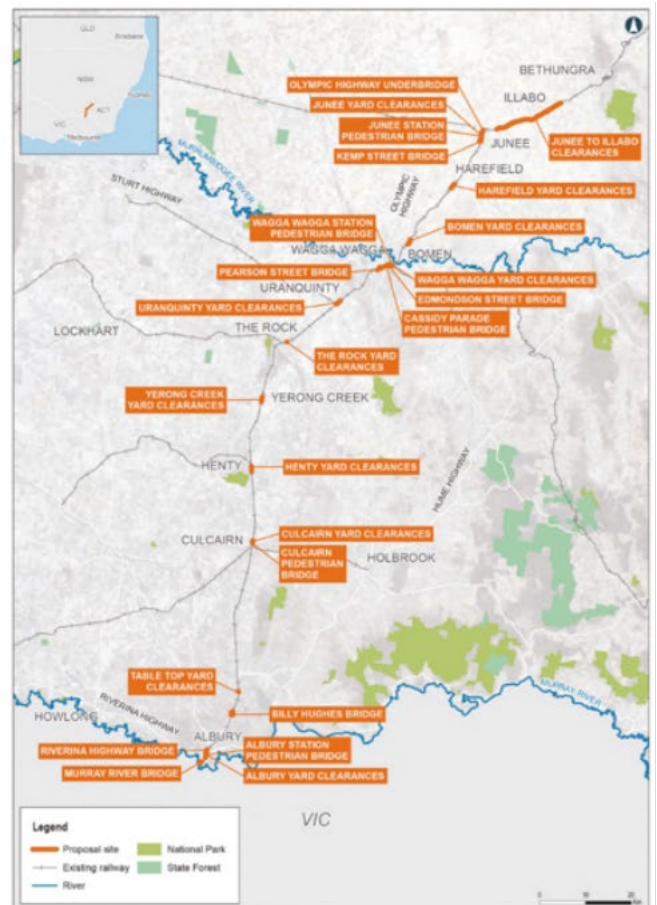 QLD
Brisbane
NSW
Sydney
ACT
VIC
Melbourne
BETHUNGRA
OLYMPIC HIGHWAY UNDERBRIDGE
ILLABO
JUNEE YARD CLEARANCES
JUNEE STATION
PEDESTRIAN BRIDGE
JUNEE
JUNEE TO ILLABO
CLEARANCES
KEMP STREET BRIDGE
MURRUMBIDGEE RIVER
HAREFIELD
STURT HIGHWAY
OLYMPIC
HIGHWAY
HAREFIELD YARD CLEARANCES
WAGGA WAGGA STATION
PEDESTRIAN BRIDGE
BOMEN YARD CLEARANCES
WAGGA WAGGA
BOMEN
PEARSON STREET BRIDGE
WAGGA WAGGA YARD CLEARANCES
URANQUINTY
EDMONDSON STREET BRIDGE
URANQUINTY YARD CLEARANCES
CASSIDY PARADE
PEDESTRIAN BRIDGE
LOCKHART
THE ROCK
THE ROCK YARD
CLEARANCES
YERONG CREEK
YARD CLEARANCES
YERONG CREEK
HENTY
HENTY YARD CLEARANCES
HUME HIGHWAY
CULCAIRN YARD CLEARANCES
CULCAIRN
CULCAIRN
PEDESTRIAN
BRIDGE
HOLBROOK
TABLE TOP YARD
CLEARANCES
MURRAY RIVER
HOWLONG
RIVERINA HIGHWAY
BILLY HUGHES BRIDGE
ALBURY
RIVERINA HIGHWAY BRIDGE
ALBURY STATION
PEDESTRIAN BRIDGE
MURRAY RIVER BRIDGE
ALBURY YARD CLEARANCES
VIC
Legend
Proposal site
National Park
Existing railway
State Forest
River
0 10 20